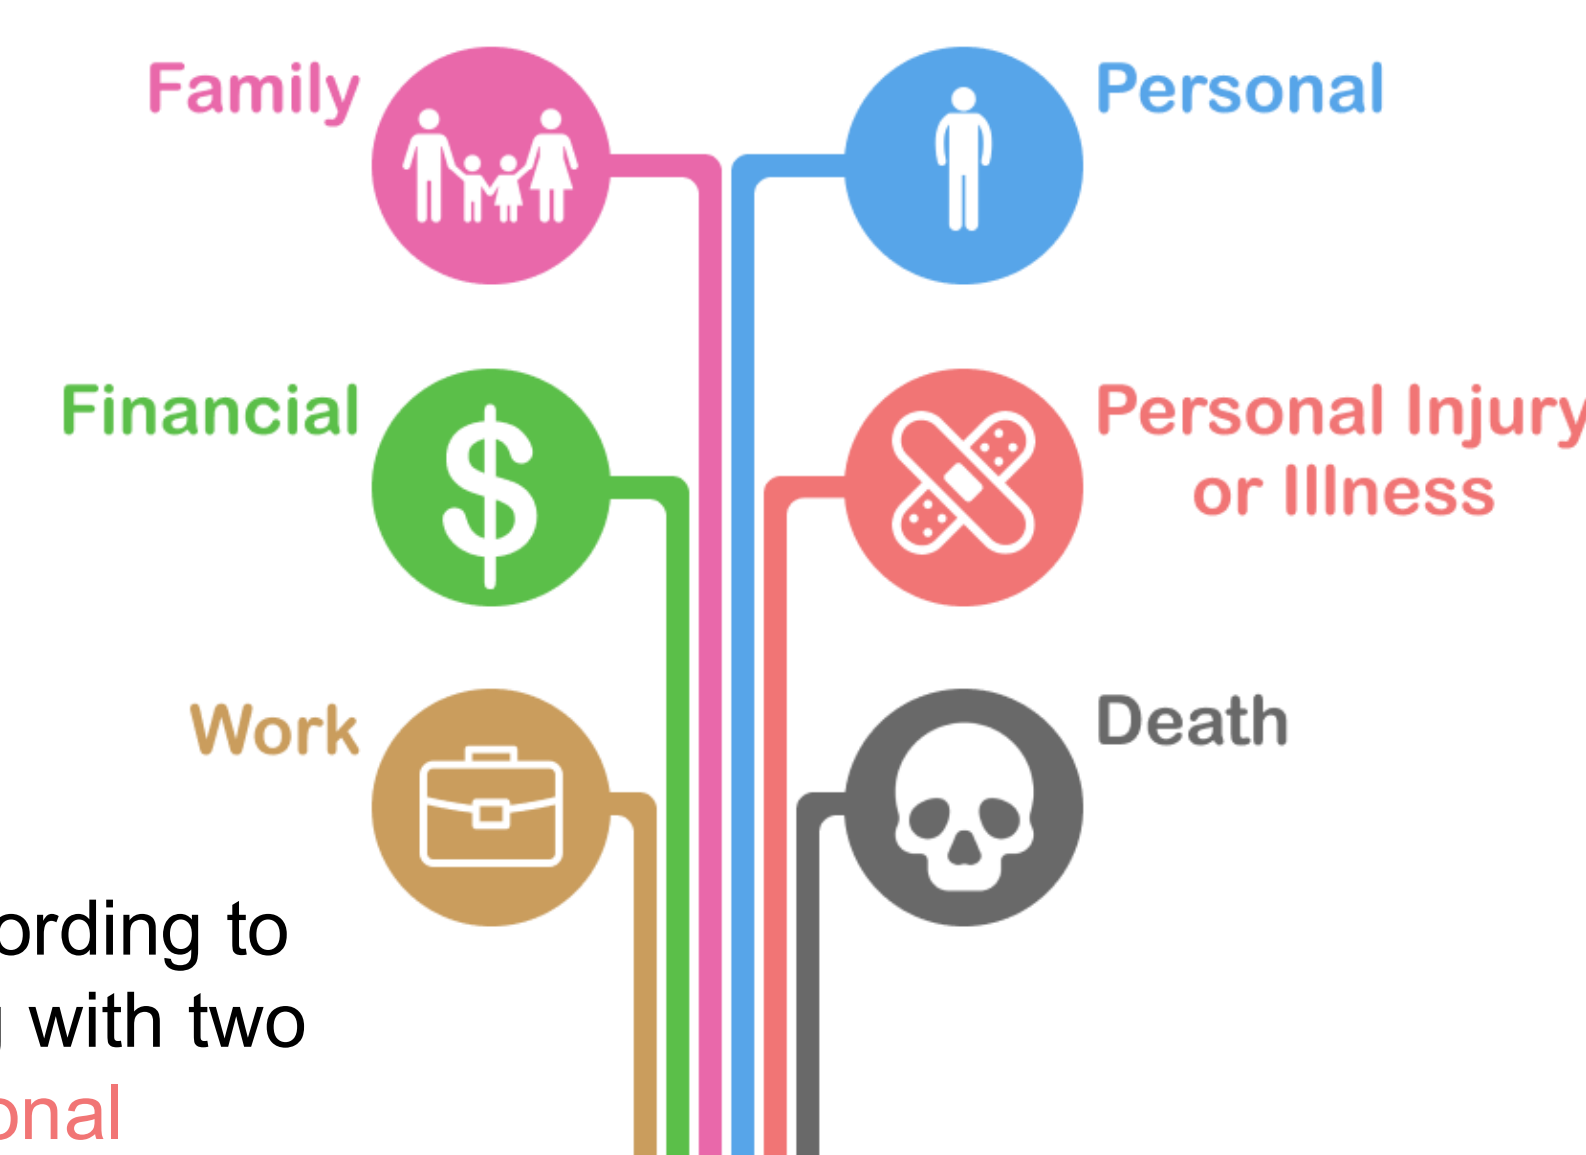 Family
Personal
Financial
Personal Injury
or Illness
Work
Death
ording to
with two
onal